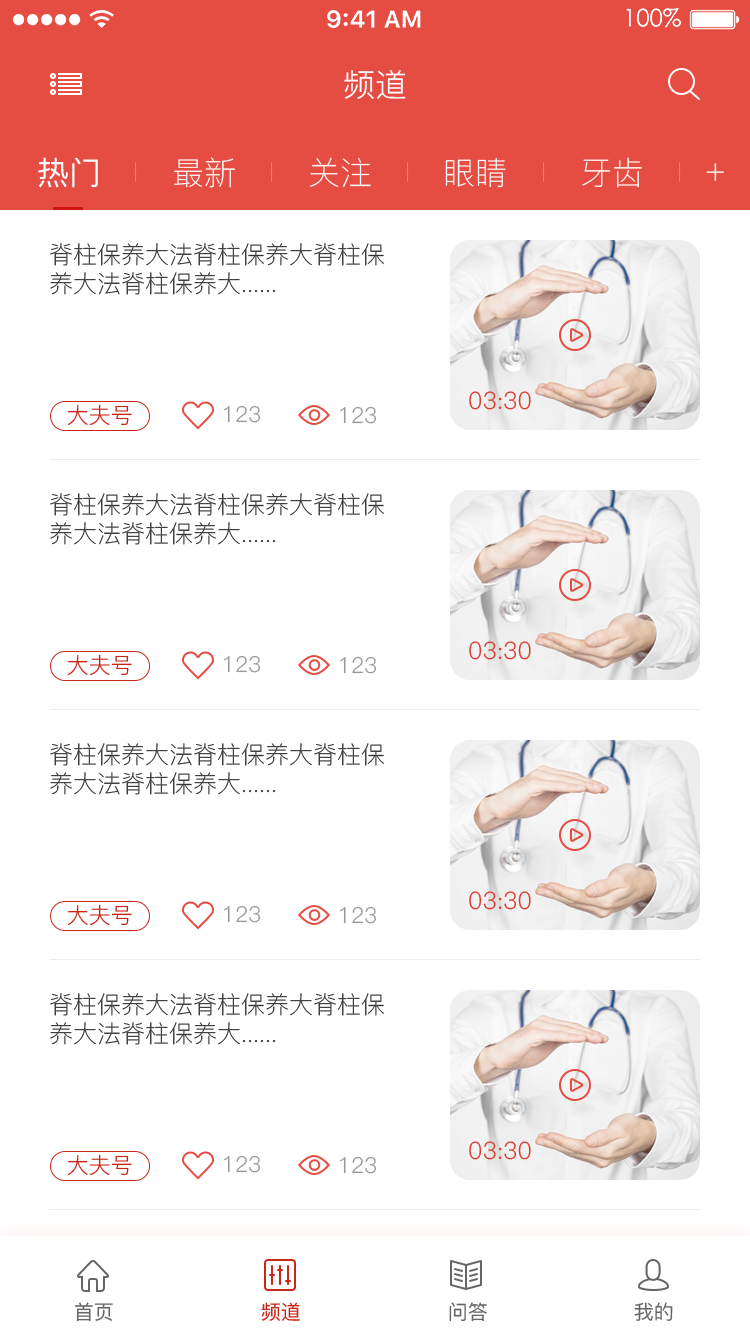 9:41 AM
100%
频道
热门 最新 关注 眼睛 牙齿 +
脊柱保养大法脊柱保养大脊柱保
养大法脊柱保养大......
03:30
大夫号 123 123
脊柱保养大法脊柱保养大脊柱保
养大法脊柱保养大......
03:30
大夫号 123 123
脊柱保养大法脊柱保养大脊柱保
养大法脊柱保养大......
03:30
大夫号 123 123
脊柱保养大法脊柱保养大脊柱保
养大法脊柱保养大......
03:30
大夫号 123 123
首页 频道 问答 我的